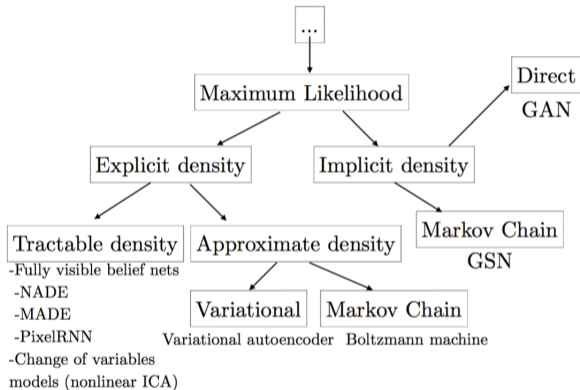 ...
Maximum Likelihood
Direct
GAN
Explicit density
Implicit density
Markov Chain
GSN
Tractable density
-Fully visible belief nets
-NADE
-MADE
-PixelRNN
-Change of variables
models (nonlinear ICA)
Approximate density
Variational
Variational autoencoder
Markov Chain
Boltzmann machine